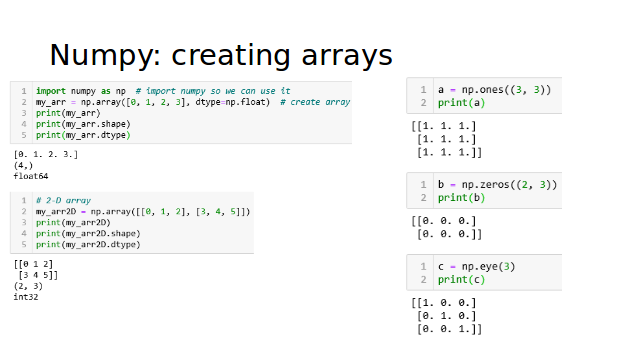 Numpy: creating arrays
1 import numpy as np # import numpy so we can use it
2 my_arr = np.array([0, 1, 2, 3], dtype=np.float) # create array
3 print(my_arr)
4 print(my_arr.shape)
5 print(my_arr.dtype)
[0. 1. 2. 3.]
(4,)
float64
1 # 2-D array
2 my_arr2D = np.array([[0, 1, 2], [3, 4, 5]])
3 print(my_arr2D)
4 print(my_arr2D.shape)
5 print(my_arr2D.dtype)
[[0 1 2]
 [3 4 5]]
(2, 3)
int32
1 a = np.ones((3, 3))
2 print(a)
[[1. 1. 1.]
 [1. 1. 1.]
 [1. 1. 1.]]
1 b = np.zeros((2, 3))
2 print(b)
[[0. 0. 0.]
 [0. 0. 0.]]
1 c = np.eye(3)
2 print(c)
[[1. 0. 0.]
 [0. 1. 0.]
 [0. 0. 1.]]